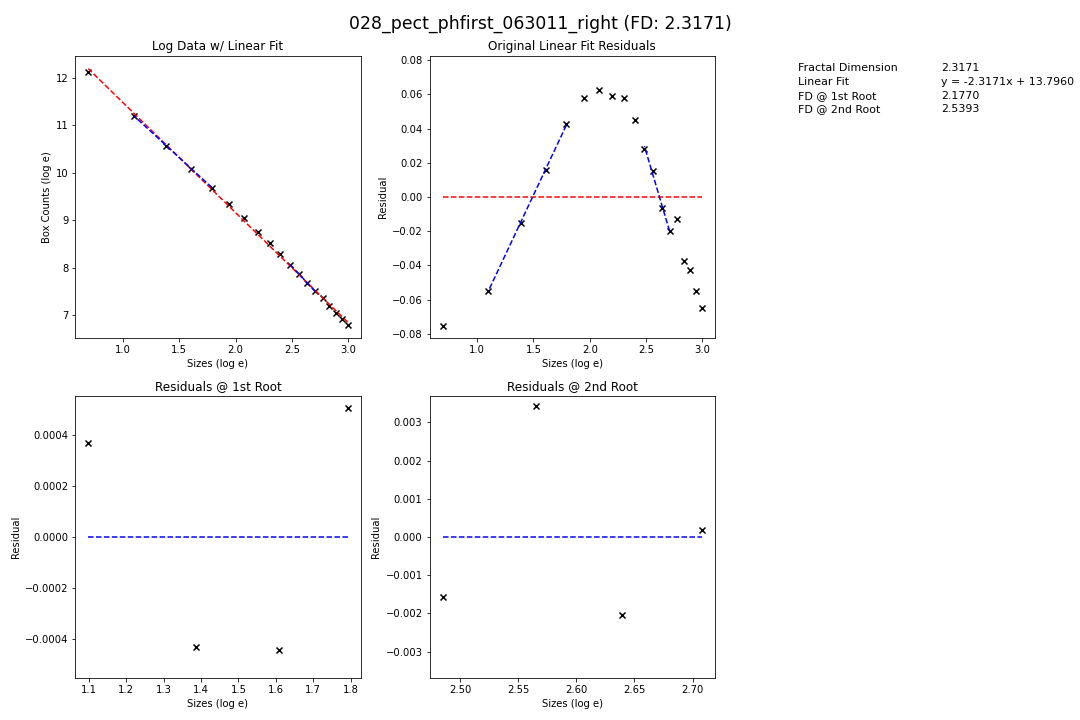 028_pect_phfirst_063011_right (FD: 2.3171)
Log Data w/ Linear Fit
12
11
10
9
8
7
Box Counts (log e)
1.0 1.5 2.0 2.5 3.0
Sizes (log e)
Original Linear Fit Residuals
0.08
0.06
0.04
0.02
0.00
−0.02
−0.04
−0.06
−0.08
Residual
1.0 1.5 2.0 2.5 3.0
Sizes (log e)
Fractal Dimension 2.3171
Linear Fit y = -2.3171x + 13.7960
FD @ 1st Root 2.1770
FD @ 2nd Root 2.5393
Residuals @ 1st Root
0.0004
0.0002
0.0000
−0.0002
−0.0004
Residual
1.1 1.2 1.3 1.4 1.5 1.6 1.7 1.8
Sizes (log e)
Residuals @ 2nd Root
0.003
0.002
0.001
0.000
−0.001
−0.002
−0.003
Residual
2.50 2.55 2.60 2.65 2.70
Sizes (log e)